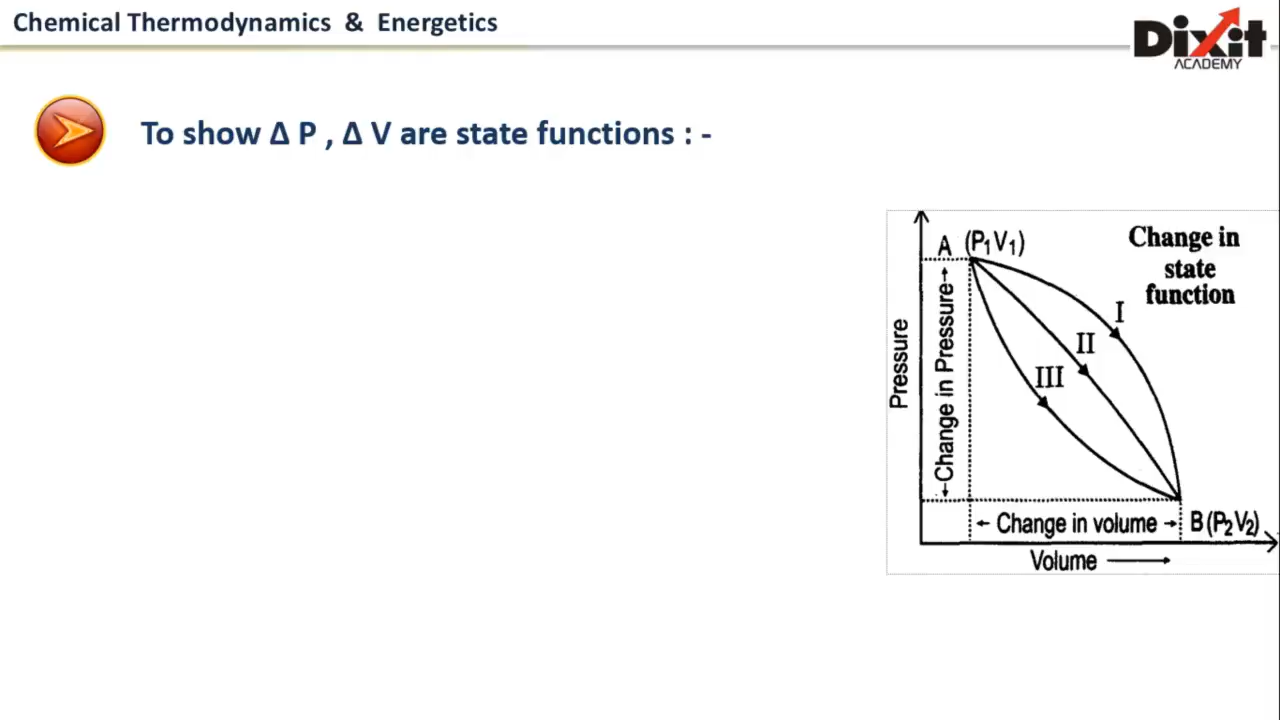 Chemical Thermodynamics & Energetics
Dixit
ACADEMY
To show Δ P , Δ V are state functions : -
A (P₁V₁)
Change in
state
function
I
II
III
Pressure
←Change in Pressure→
← Change in volume →
B (P₂V₂)
Volume →